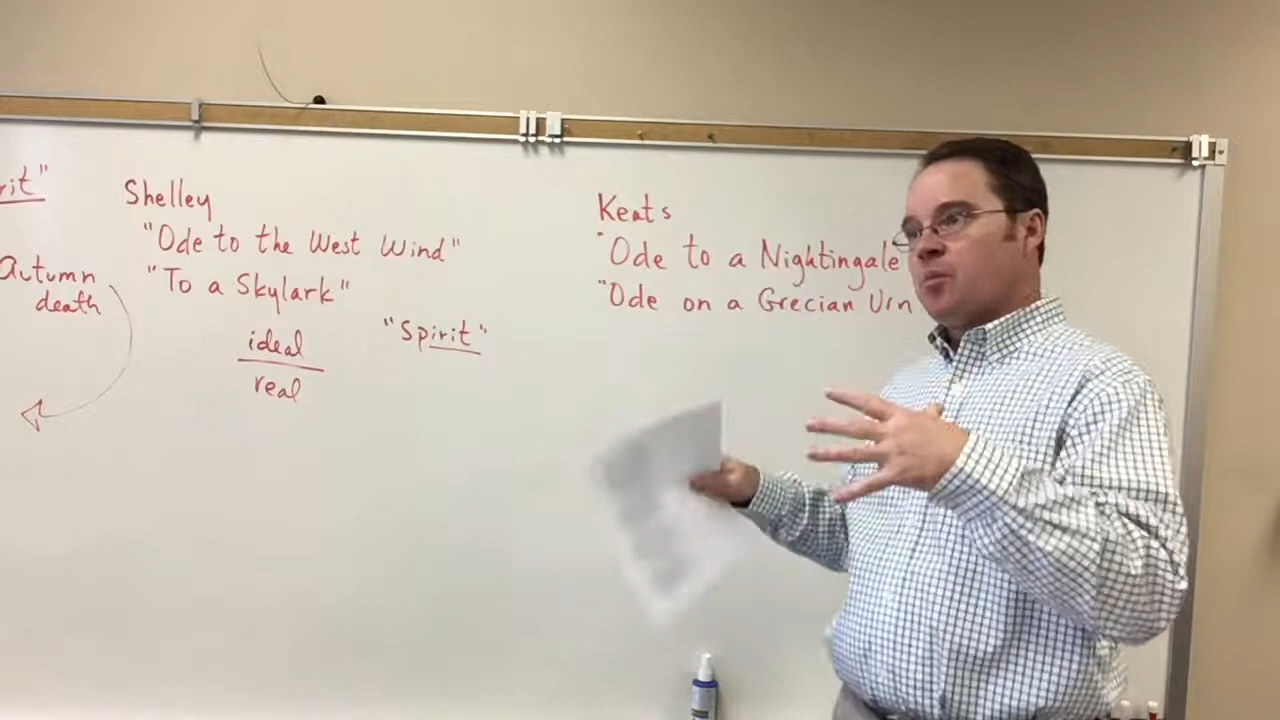 Autumn
death
Shelley
"Ode to the West Wind"
"To a Skylark"
ideal
real
"Spirit"
Keats
"Ode to a Nightingale
"Ode on a Grecian Urn